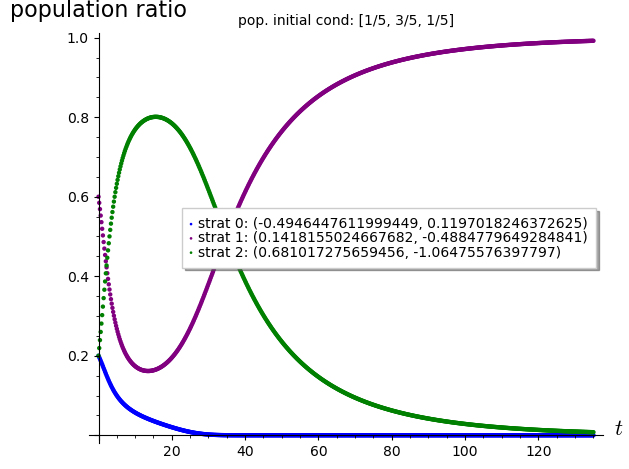 population ratio
pop. initial cond: [1/5, 3/5, 1/5]
1.0
0.8
0.6
strat 0: (-0.4946447611999449, 0.1197018246372625)
strat 1: (0.1418155024667682, -0.4884779649284841)
strat 2: (0.681017275659456, -1.06475576397797)
0.4
0.2
t
20 40 60 80 100 120